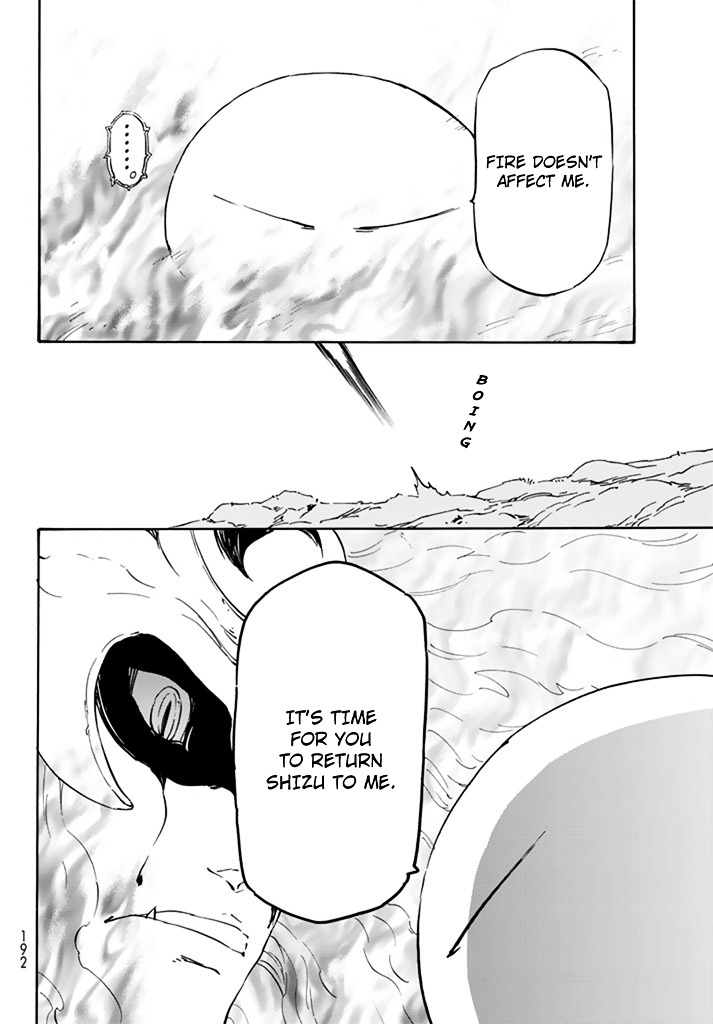 FIRE DOESN'T
AFFECT ME.
.......
BOING
IT'S TIME
FOR YOU
TO RETURN
SHIZU TO ME.
192